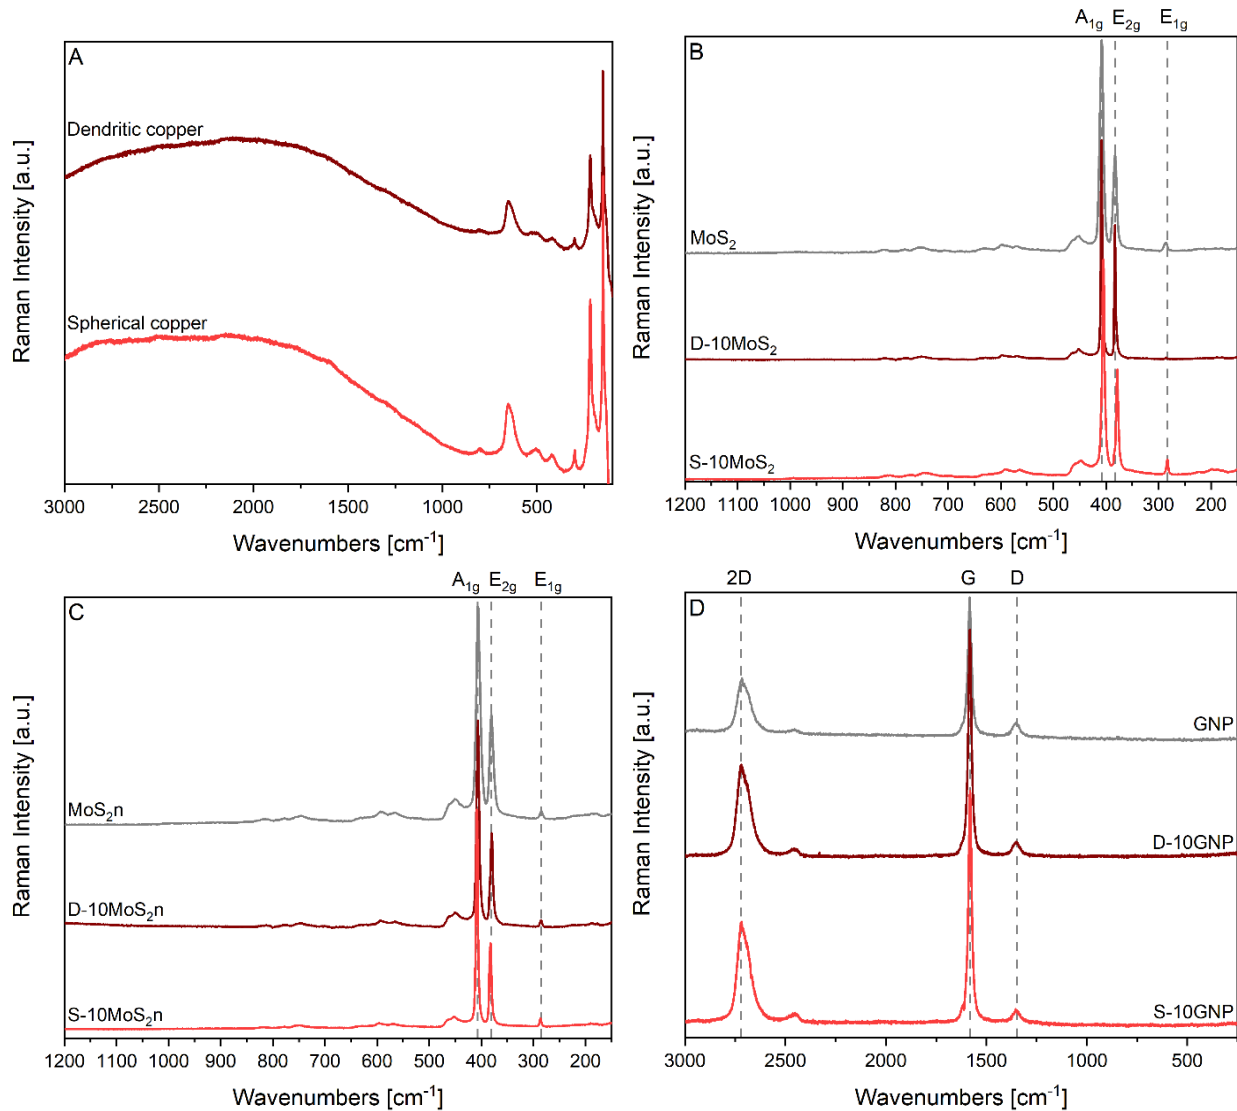 A
Dendritic copper
Spherical copper
Raman Intensity [a.u.]
3000 2500 2000 1500 1000 500
Wavenumbers [cm⁻¹]
A₁g E₂g E₁g
B
MoS₂
D-10MoS₂
S-10MoS₂
Raman Intensity [a.u.]
1200 1100 1000 900 800 700 600 500 400 300 200
Wavenumbers [cm⁻¹]
A₁g E₂g E₁g
C
MoS₂n
D-10MoS₂n
S-10MoS₂n
Raman Intensity [a.u.]
1200 1100 1000 900 800 700 600 500 400 300 200
Wavenumbers [cm⁻¹]
2D G D
D
GNP
D-10GNP
S-10GNP
Raman Intensity [a.u.]
3000 2500 2000 1500 1000 500
Wavenumbers [cm⁻¹]